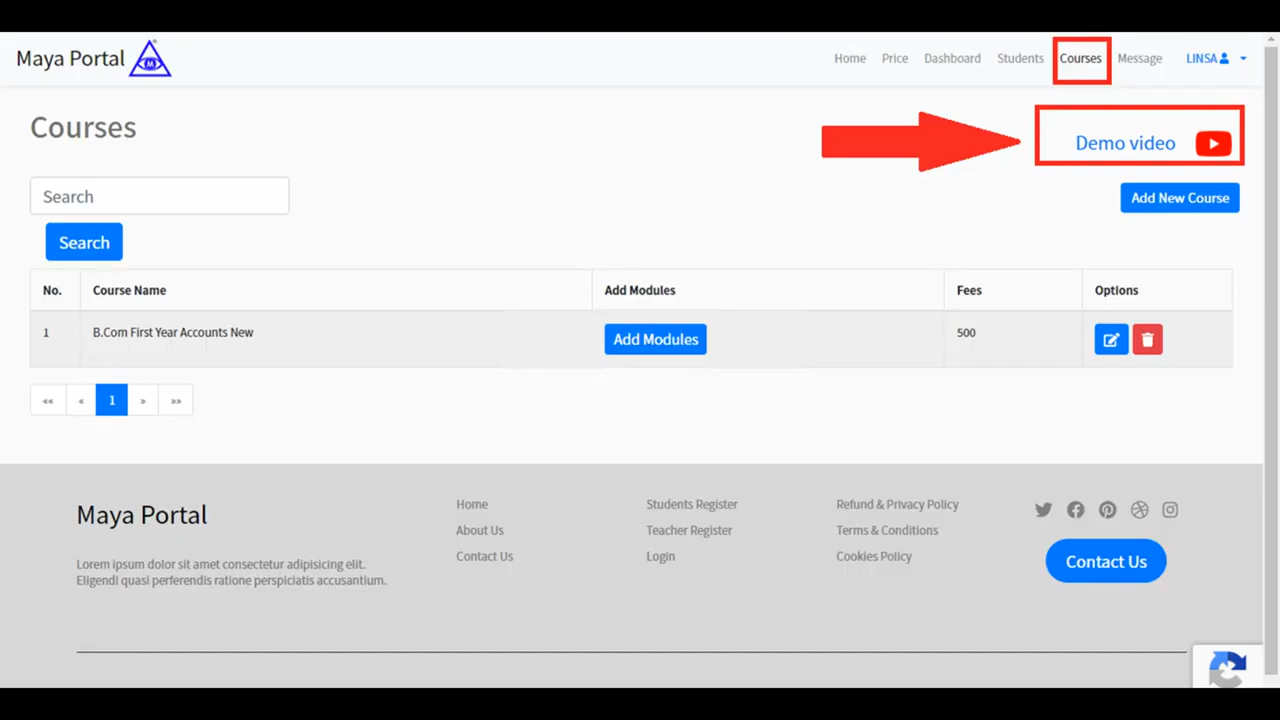 Maya Portal
Home Price Dashboard Students Courses Message LINSA
Courses
Demo video
Search
Add New Course
Search
No. Course Name Add Modules Fees Options
1 B.Com First Year Accounts New Add Modules 500
«« « 1 » »»
Maya Portal
Lorem ipsum dolor sit amet consectetur adipisicing elit.
Eligendi quasi perferendis ratione perspiciatis accusantium.
Home
About Us
Contact Us
Students Register
Teacher Register
Login
Refund & Privacy Policy
Terms & Conditions
Cookies Policy
Contact Us